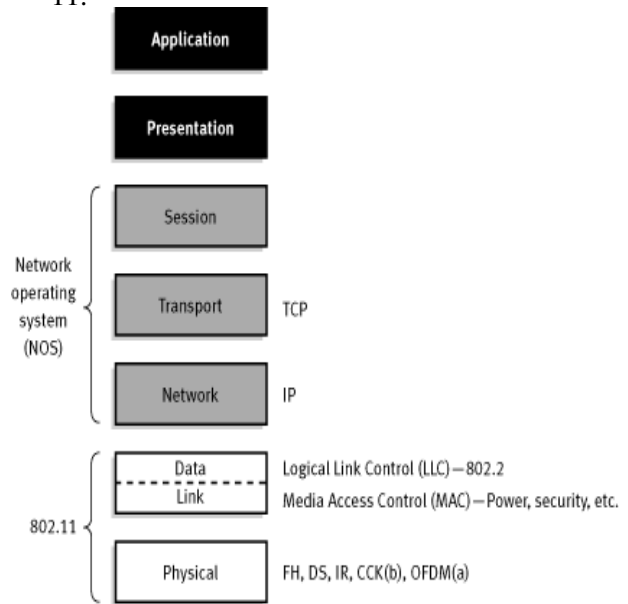 11.
Application
Presentation
Session
Network
operating
system
(NOS)
Transport
TCP
Network
IP
Data
Link
Logical Link Control (LLC)—802.2
Media Access Control (MAC)—Power, security, etc.
802.11
Physical
FH, DS, IR, CCK(b), OFDM(a)